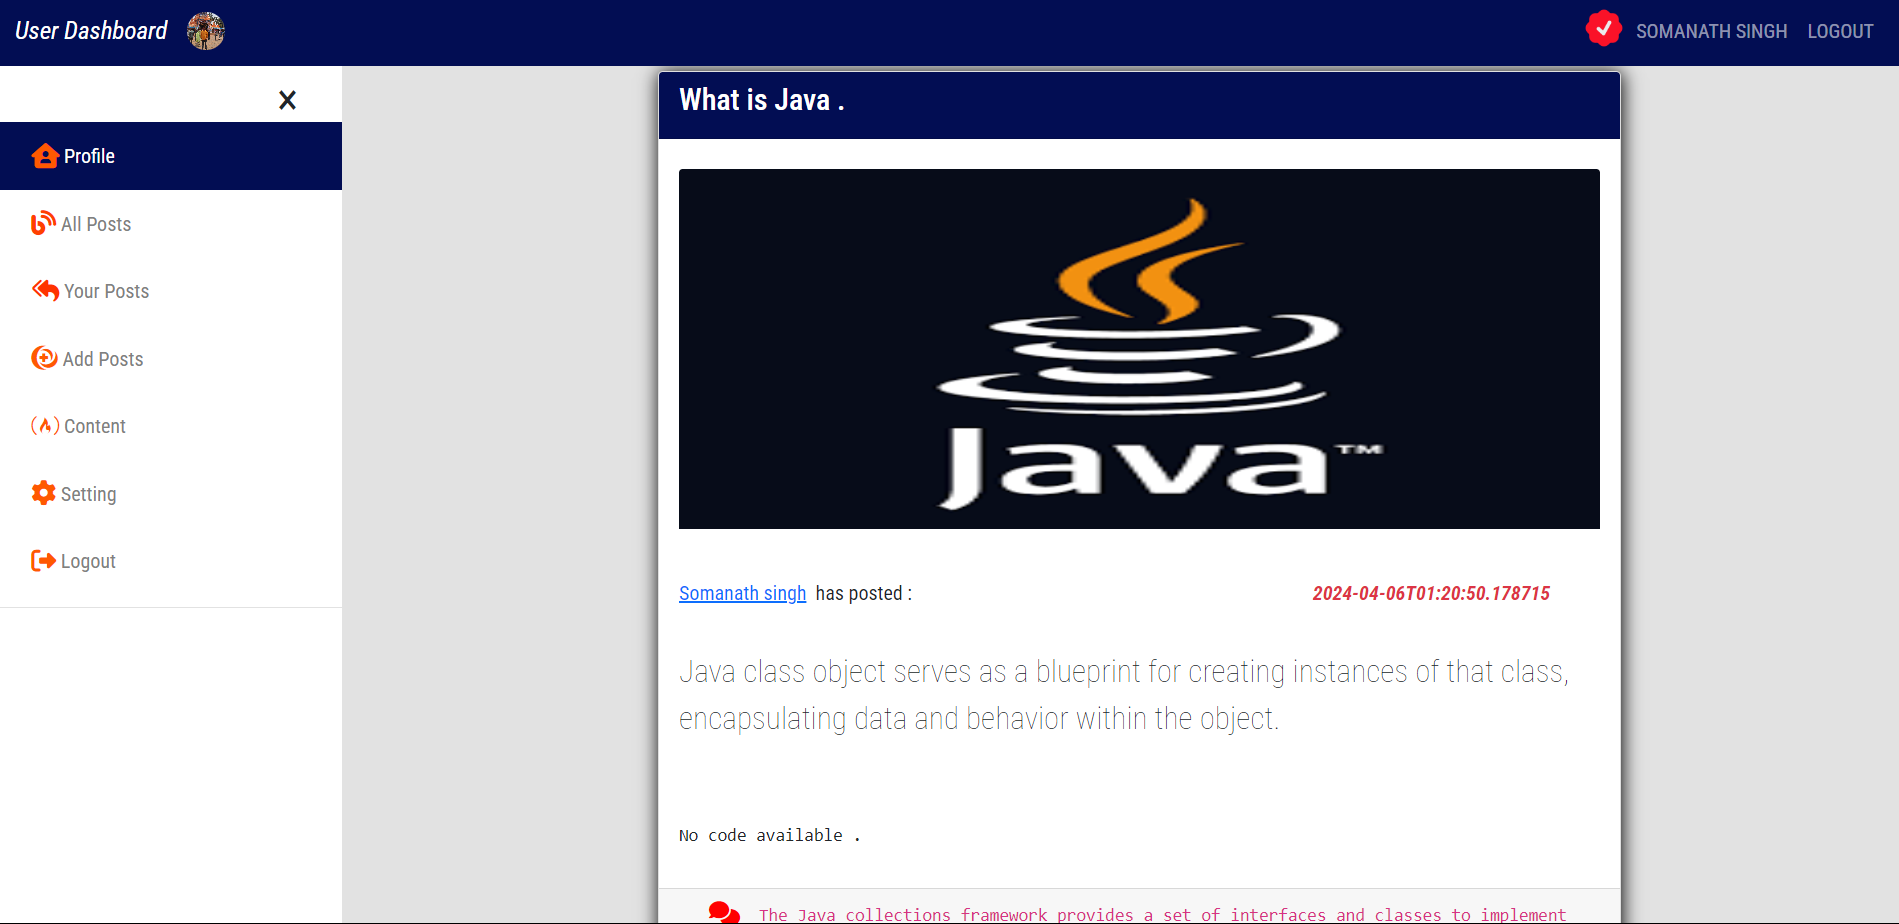 User Dashboard
SOMANATH SINGH
LOGOUT
X
Profile
All Posts
Your Posts
Add Posts
Content
Setting
Logout
What is Java .
Java™
Somanath singh has posted :
2024-04-06T01:20:50.178715
Java class object serves as a blueprint for creating instances of that class,
encapsulating data and behavior within the object.
No code available .
The Java collections framework provides a set of interfaces and classes to implement